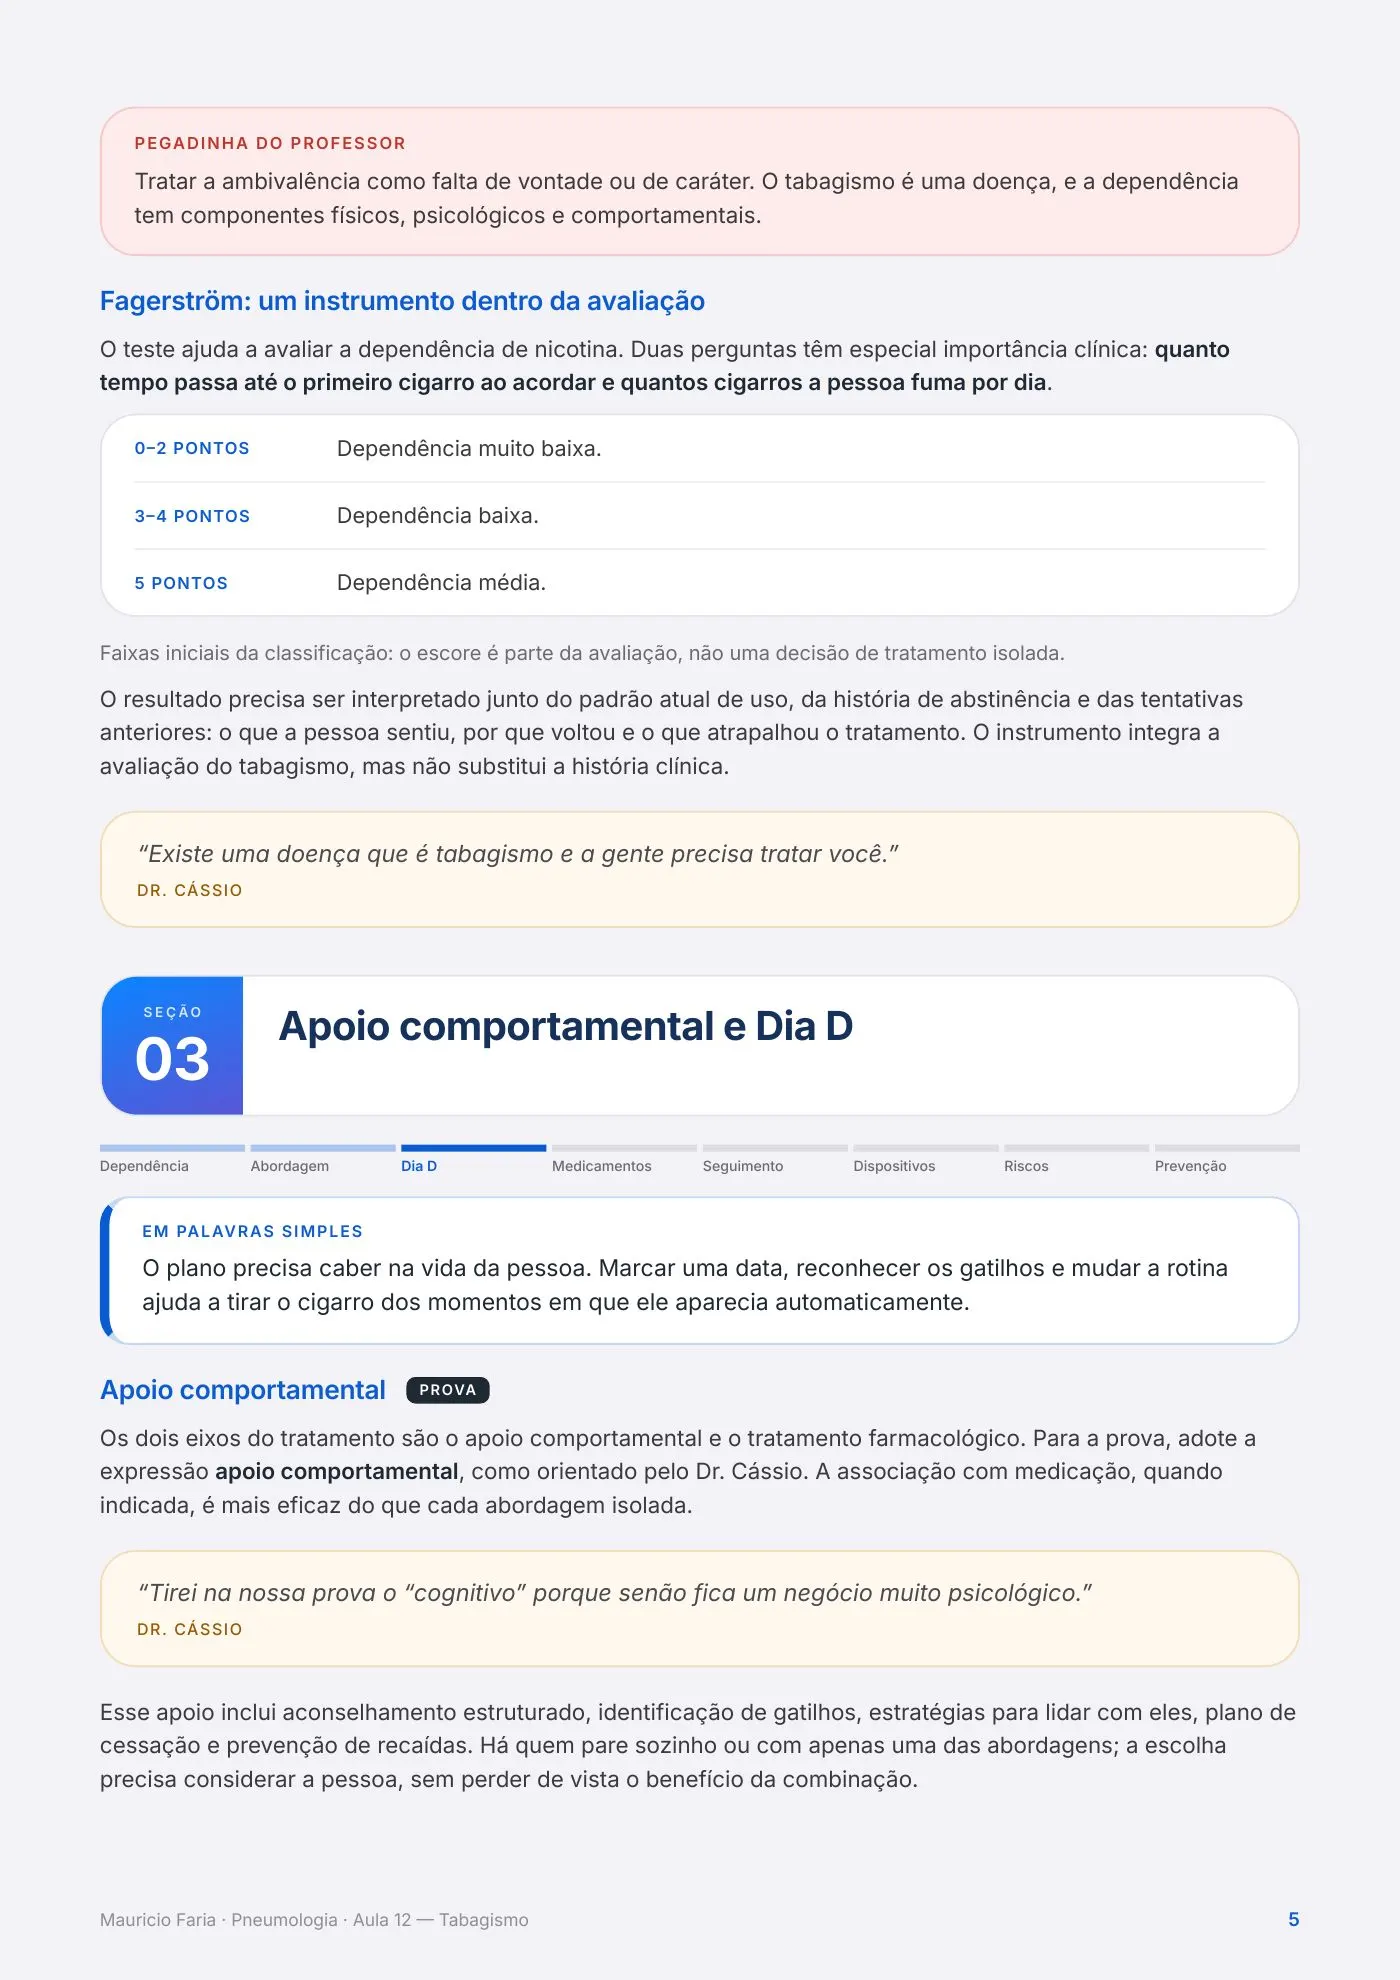 PEGADINHA DO PROFESSOR
Tratar a ambivalência como falta de vontade ou de caráter. O tabagismo é uma doença, e a dependência
tem componentes físicos, psicológicos e comportamentais.
Fagerström: um instrumento dentro da avaliação
O teste ajuda a avaliar a dependência de nicotina. Duas perguntas têm especial importância clínica: quanto
tempo passa até o primeiro cigarro ao acordar e quantos cigarros a pessoa fuma por dia.
0–2 PONTOS Dependência muito baixa.
3–4 PONTOS Dependência baixa.
5 PONTOS Dependência média.
Faixas iniciais da classificação: o escore é parte da avaliação, não uma decisão de tratamento isolada.
O resultado precisa ser interpretado junto do padrão atual de uso, da história de abstinência e das tentativas
anteriores: o que a pessoa sentiu, por que voltou e o que atrapalhou o tratamento. O instrumento integra a
avaliação do tabagismo, mas não substitui a história clínica.
“Existe uma doença que é tabagismo e a gente precisa tratar você.”
DR. CÁSSIO
SEÇÃO
03
Apoio comportamental e Dia D
Dependência Abordagem Dia D Medicamentos Seguimento Dispositivos Riscos Prevenção
EM PALAVRAS SIMPLES
O plano precisa caber na vida da pessoa. Marcar uma data, reconhecer os gatilhos e mudar a rotina
ajuda a tirar o cigarro dos momentos em que ele aparecia automaticamente.
Apoio comportamental PROVA
Os dois eixos do tratamento são o apoio comportamental e o tratamento farmacológico. Para a prova, adote a
expressão apoio comportamental, como orientado pelo Dr. Cássio. A associação com medicação, quando
indicada, é mais eficaz do que cada abordagem isolada.
“Tirei na nossa prova o “cognitivo” porque senão fica um negócio muito psicológico.”
DR. CÁSSIO
Esse apoio inclui aconselhamento estruturado, identificação de gatilhos, estratégias para lidar com eles, plano de
cessação e prevenção de recaídas. Há quem pare sozinho ou com apenas uma das abordagens; a escolha
precisa considerar a pessoa, sem perder de vista o benefício da combinação.
Mauricio Faria · Pneumologia · Aula 12 — Tabagismo 5